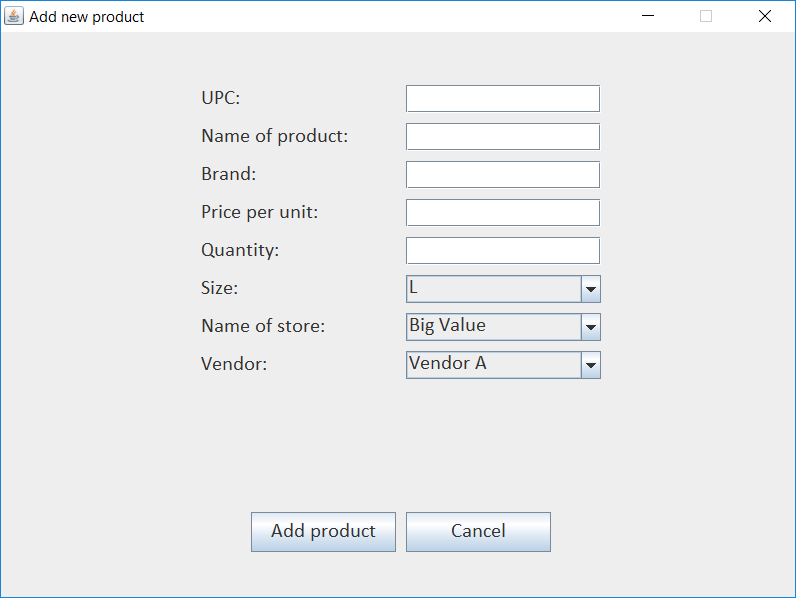 Add new product
UPC:
Name of product:
Brand:
Price per unit:
Quantity:
Size: L
Name of store: Big Value
Vendor: Vendor A
Add product Cancel